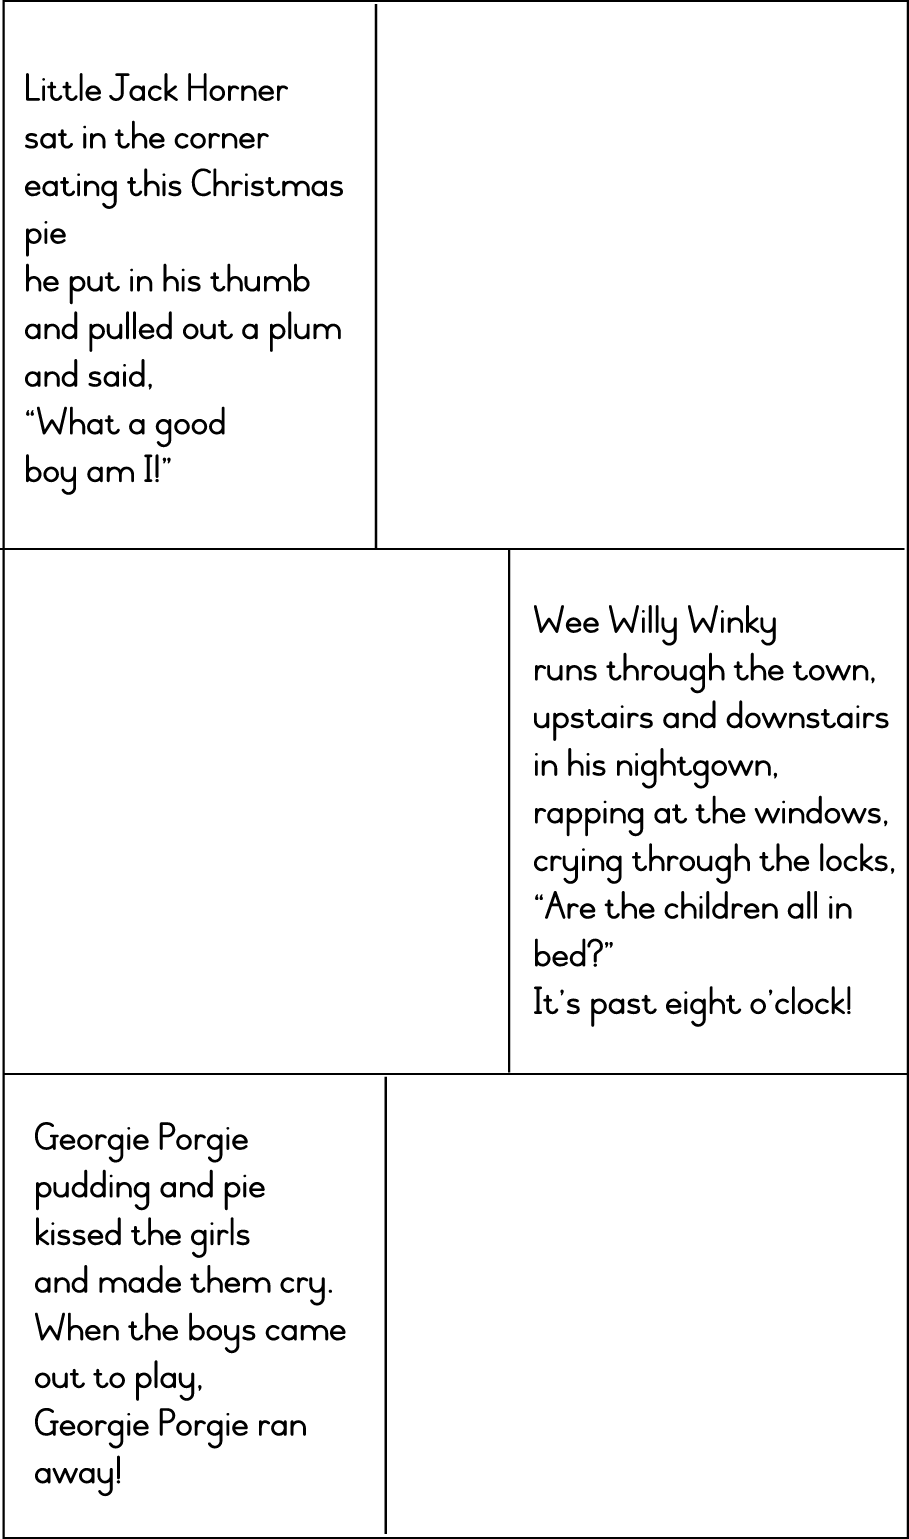 Little Jack Horner
sat in the corner
eating this Christmas
pie
he put in his thumb
and pulled out a plum
and said,
“What a good
boy am I!”
Wee Willy Winky
runs through the town,
upstairs and downstairs
in his nightgown,
rapping at the windows,
crying through the locks,
“Are the children all in
bed?”
It’s past eight o’clock!
Georgie Porgie
pudding and pie
kissed the girls
and made them cry.
When the boys came
out to play,
Georgie Porgie ran
away!